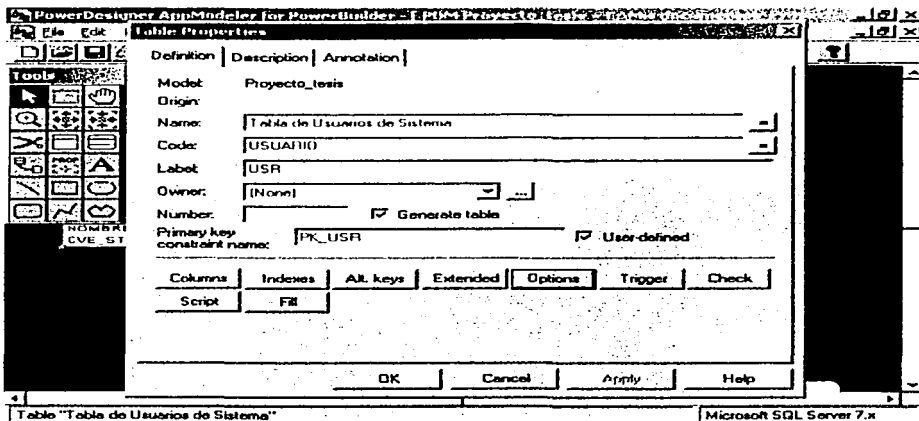 PowerDesigner AppModeler for PowerBuilder
File Edit
Table Properties
Definition Description Annotation
Tools
Model: Proyecto_tesis
Origin:
Name: Tabla de Usuarios de Sistema
Code: USUARIO
Label: USR
Owner: (None) ...
Number: Generate table
Primary key constraint name: PK_USR User-defined
NOMBRE
CVE_ST
Columns Indexes Alt. keys Extended Options Trigger Check
Script Fill
OK Cancel Apply Help
Table "Tabla de Usuarios de Sistema" Microsoft SQL Server 7.x